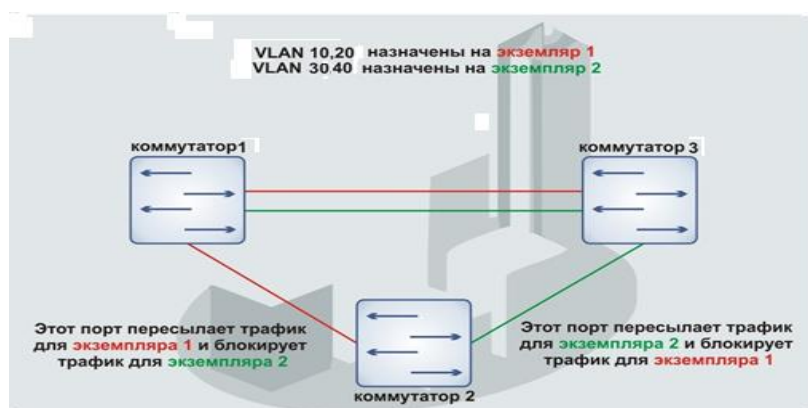 VLAN 10,20 назначены на экземляр 1
VLAN 30,40 назначены на экземпляр 2
коммутатор1
коммутатор 3
Этот порт пересылает трафик
для экземпляра 1 и блокирует
трафик для экземпляра 2
Этот порт пересылает трафик
для экземпляра 2 и блокирует
трафик для экземпляра 1
коммутатор 2